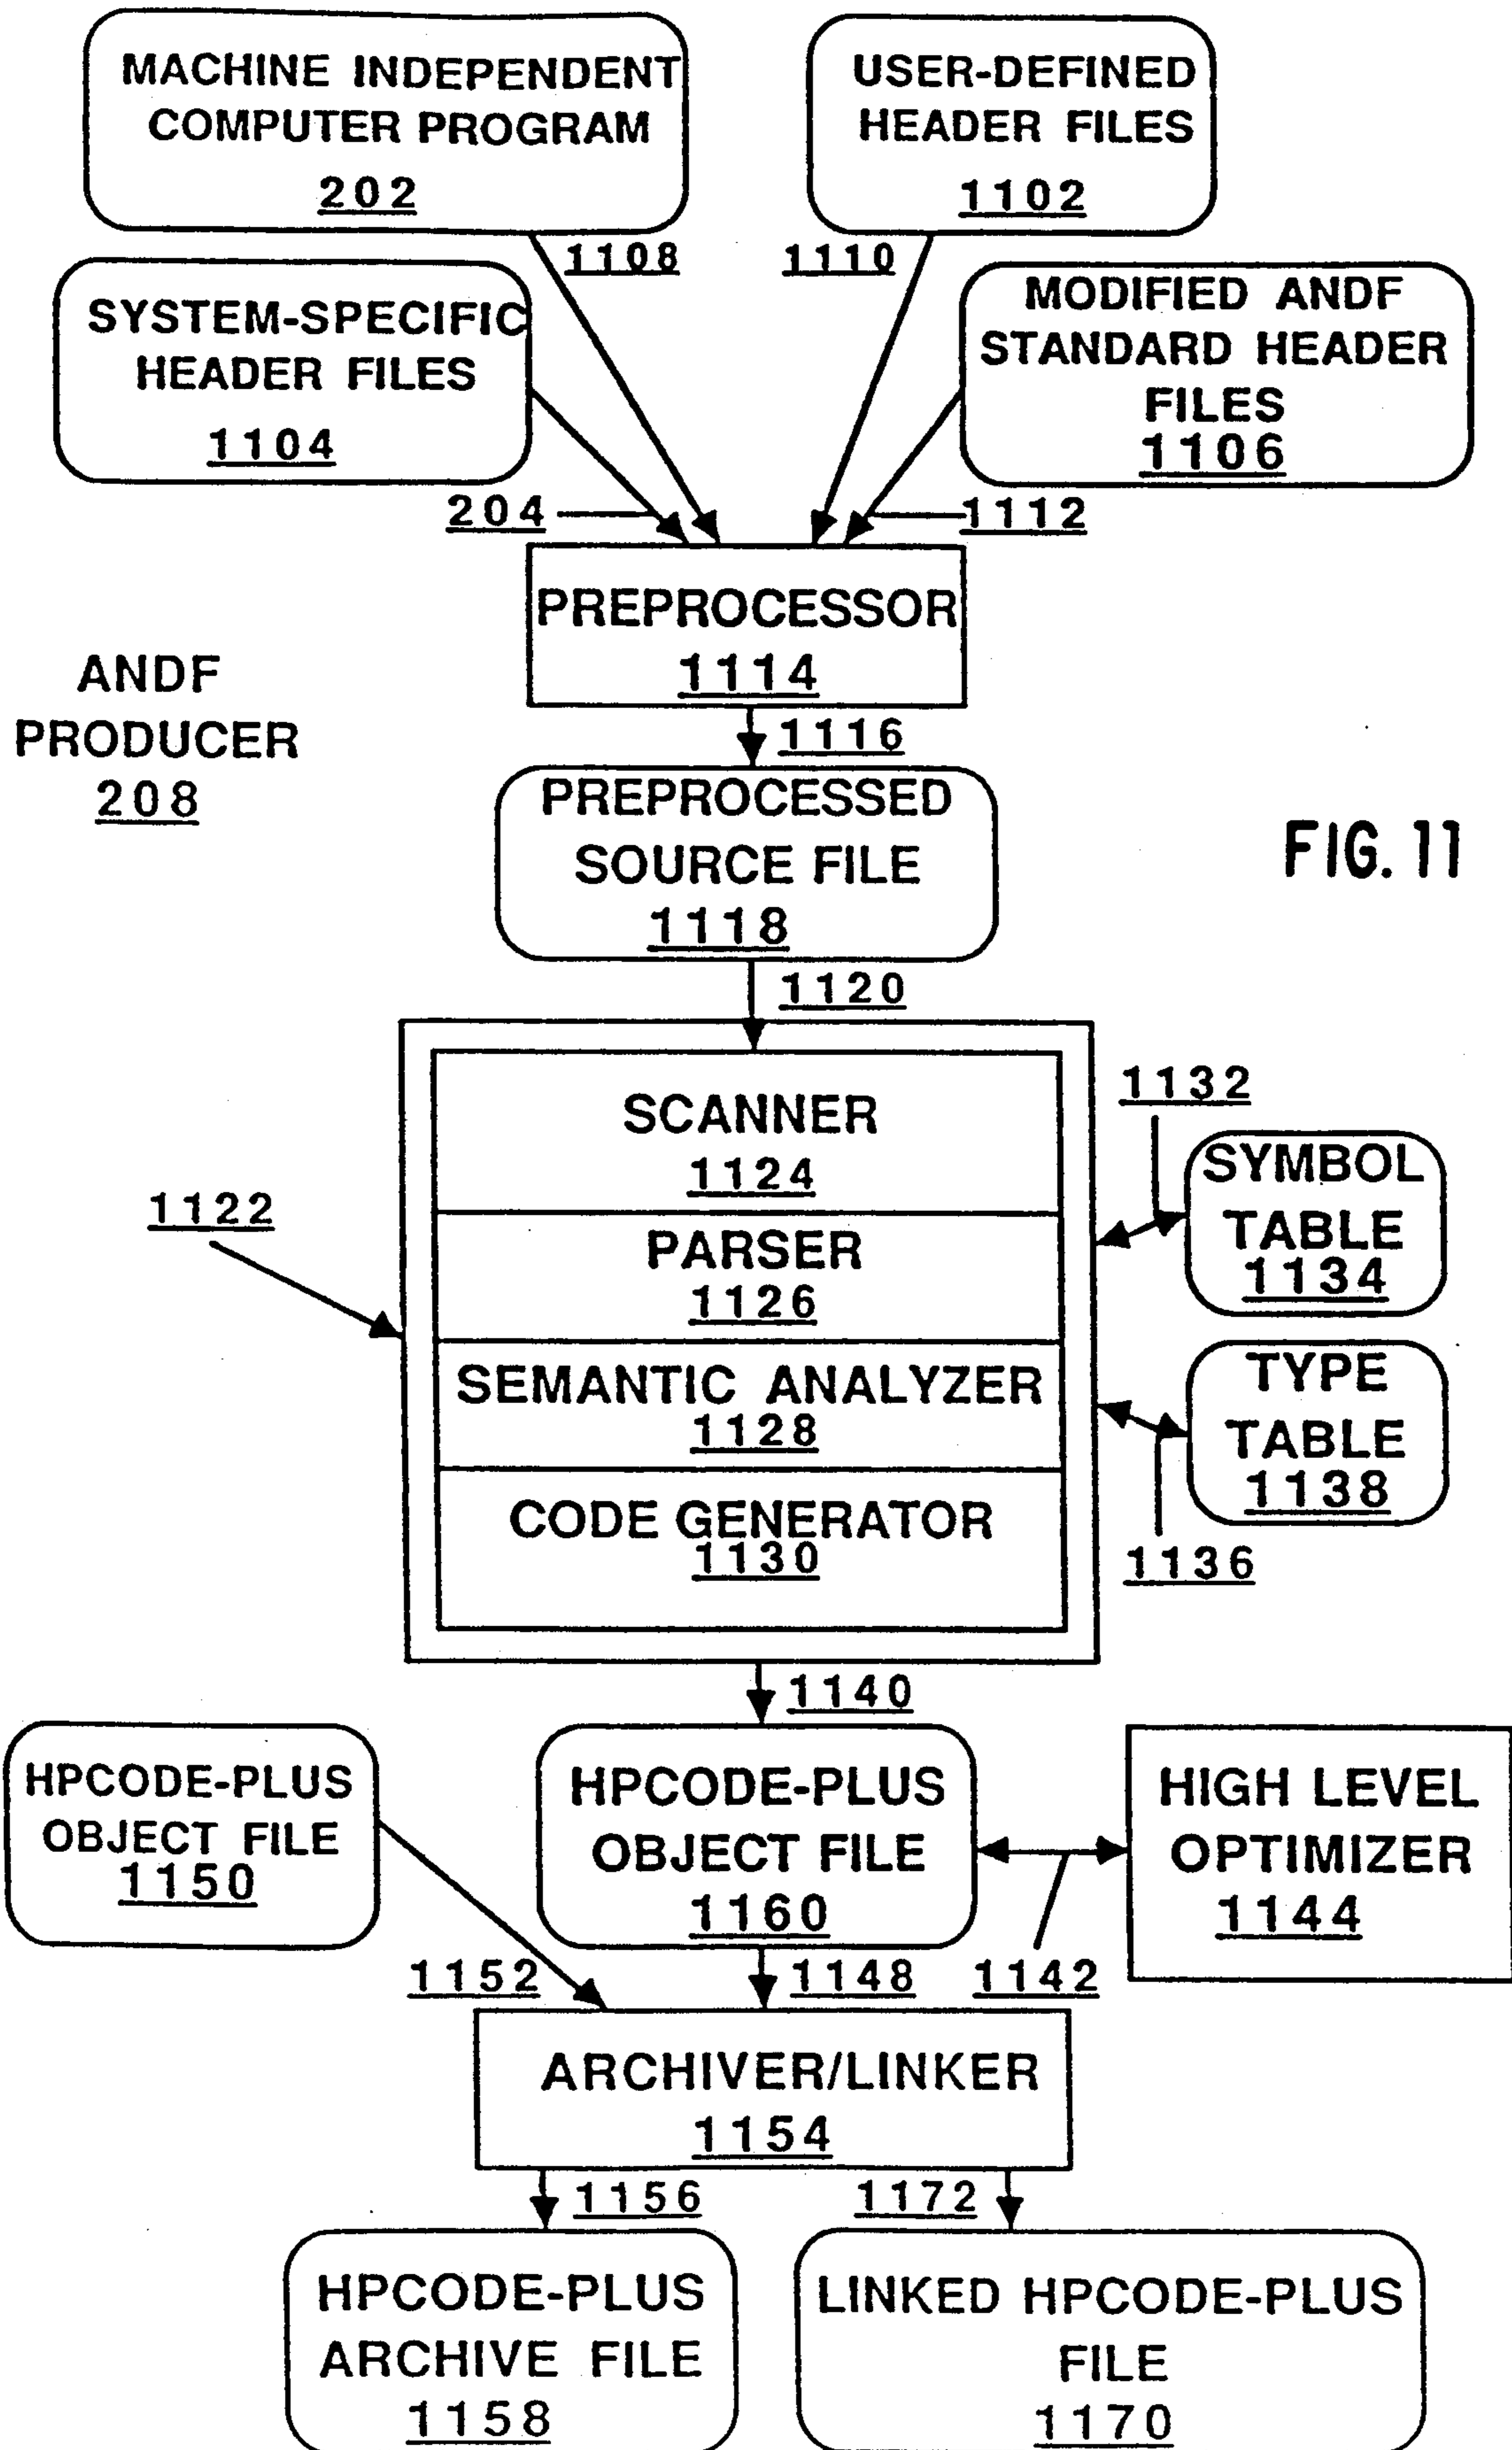 MACHINE INDEPENDENT
COMPUTER PROGRAM
202
USER-DEFINED
HEADER FILES
1102
1108
1110
SYSTEM-SPECIFIC
HEADER FILES
1104
MODIFIED ANDF
STANDARD HEADER
FILES
1106
204
1112
PREPROCESSOR
1114
ANDF
PRODUCER
208
1116
PREPROCESSED
SOURCE FILE
1118
FIG. 11
1120
SCANNER
1124
1132
SYMBOL
TABLE
1134
1122
PARSER
1126
SEMANTIC ANALYZER
1128
TYPE
TABLE
1138
CODE GENERATOR
1130
1136
1140
HPCODE-PLUS
OBJECT FILE
1150
HPCODE-PLUS
OBJECT FILE
1160
HIGH LEVEL
OPTIMIZER
1144
1152
1148
1142
ARCHIVER/LINKER
1154
1156
1172
HPCODE-PLUS
ARCHIVE FILE
1158
LINKED HPCODE-PLUS
FILE
1170